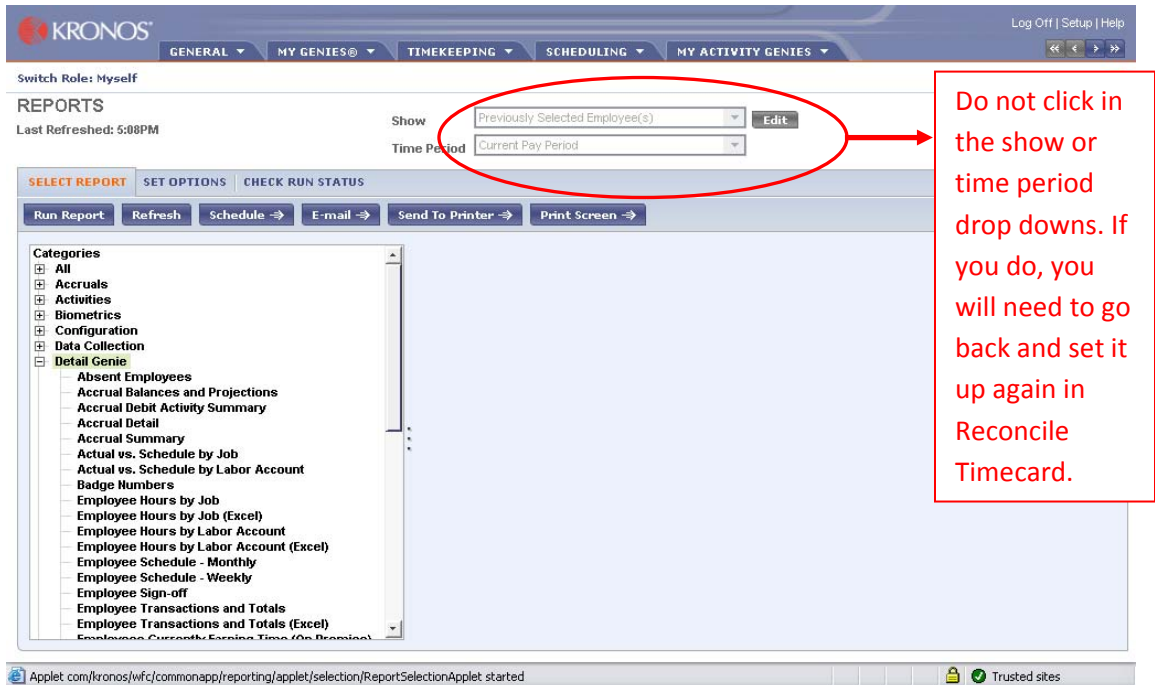 KRONOS®
Log Off | Setup | Help
GENERAL MY GENIES® TIMEKEEPING SCHEDULING MY ACTIVITY GENIES
Switch Role: Myself
REPORTS
Last Refreshed: 5:08PM
Show Previously Selected Employee(s) Edit
Time Period Current Pay Period
SELECT REPORT SET OPTIONS CHECK RUN STATUS
Run Report Refresh Schedule E-mail Send To Printer Print Screen
Categories
All
Accruals
Activities
Biometrics
Configuration
Data Collection
Detail Genie
Absent Employees
Accrual Balances and Projections
Accrual Debit Activity Summary
Accrual Detail
Accrual Summary
Actual vs. Schedule by Job
Actual vs. Schedule by Labor Account
Badge Numbers
Employee Hours by Job
Employee Hours by Job (Excel)
Employee Hours by Labor Account
Employee Hours by Labor Account (Excel)
Employee Schedule - Monthly
Employee Schedule - Weekly
Employee Sign-off
Employee Transactions and Totals
Employee Transactions and Totals (Excel)
Employees Currently Earning Time (On Premise)
Do not click in
the show or
time period
drop downs. If
you do, you
will need to go
back and set it
up again in
Reconcile
Timecard.
Applet com/kronos/wfc/commonapp/reporting/applet/selection/ReportSelectionApplet started
Trusted sites